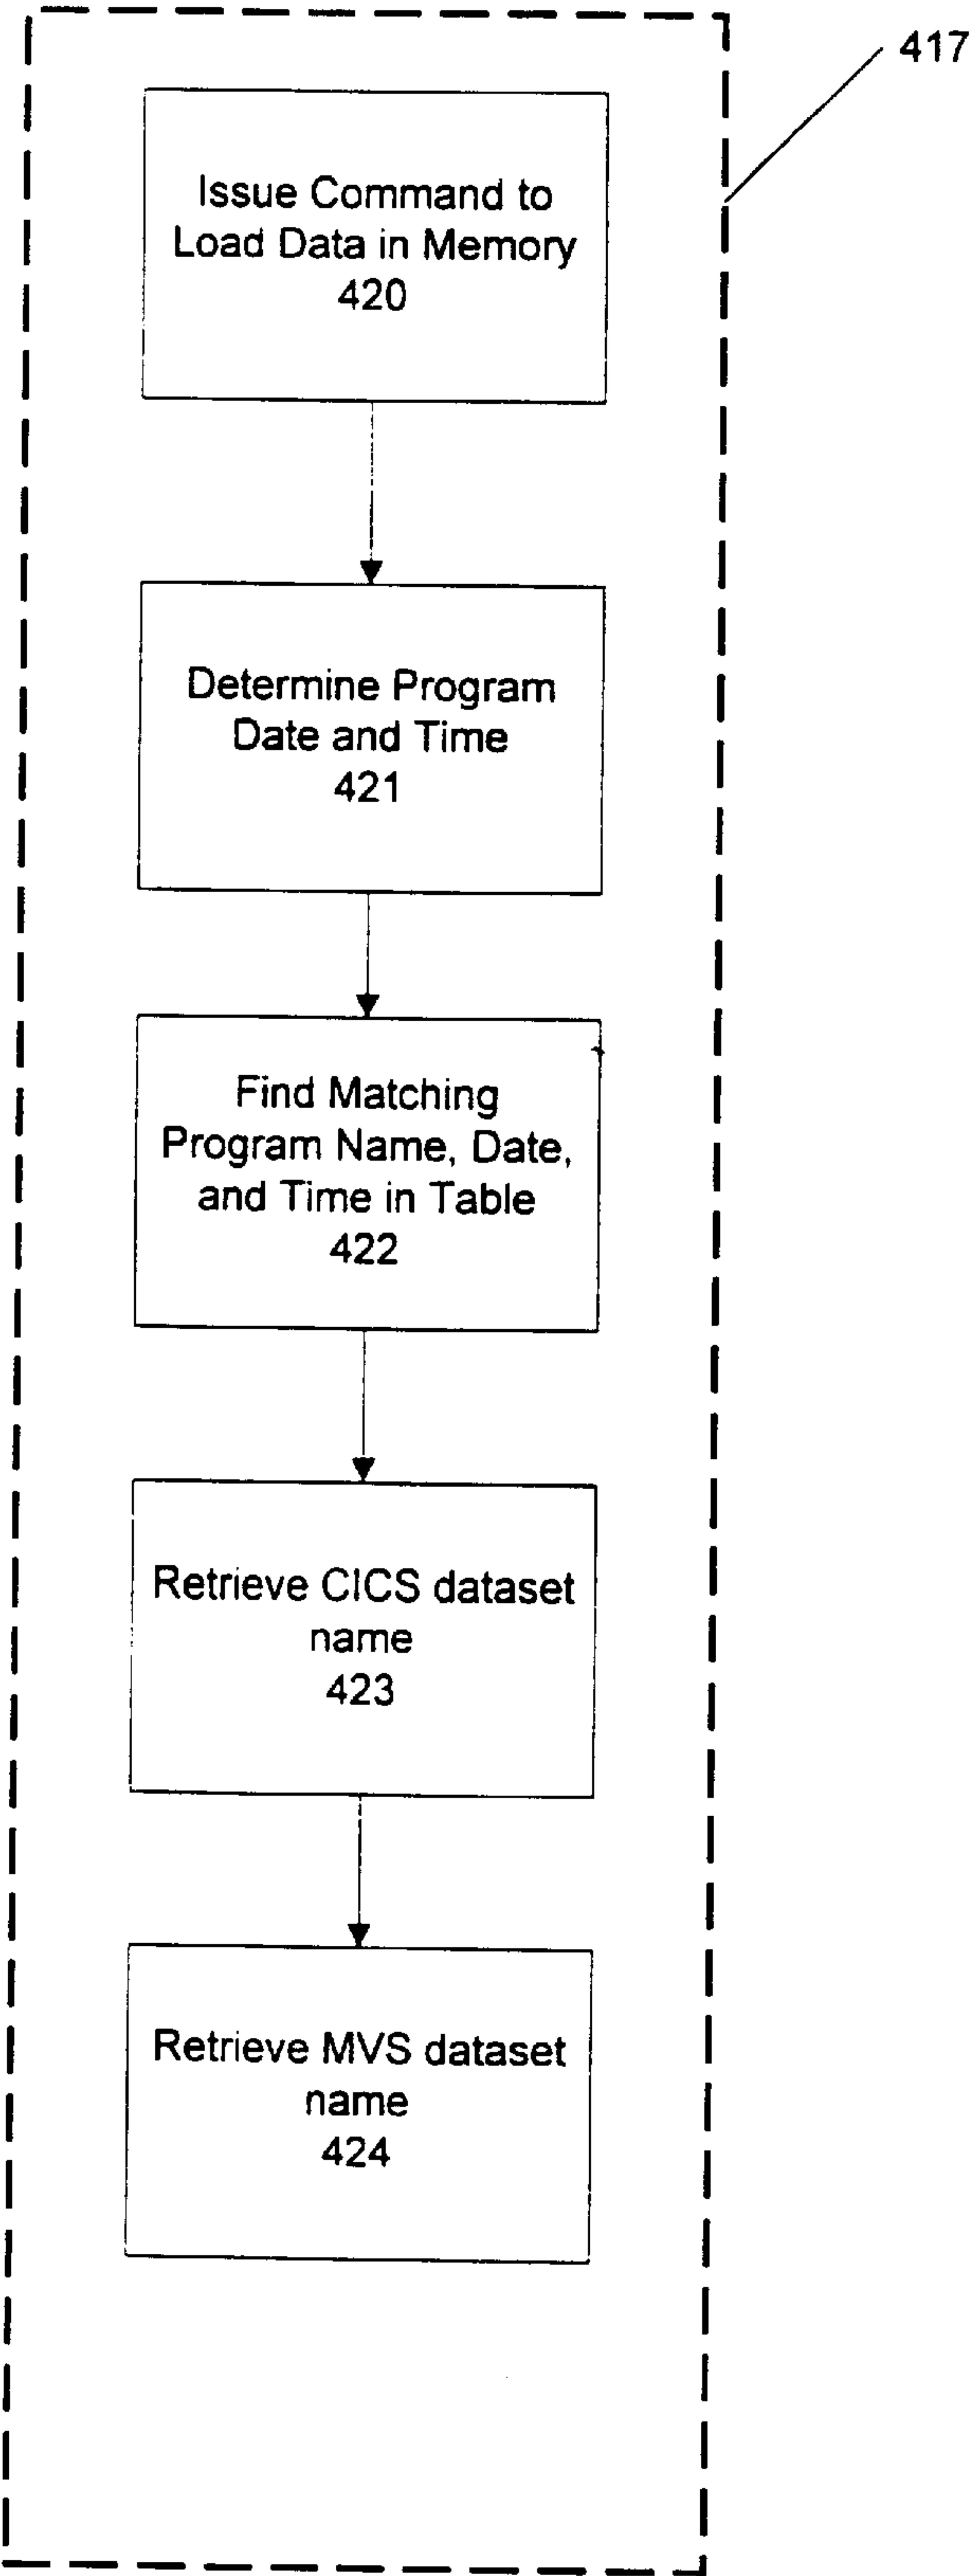 417
Issue Command to
Load Data in Memory
420
Determine Program
Date and Time
421
Find Matching
Program Name, Date,
and Time in Table
422
Retrieve CICS dataset
name
423
Retrieve MVS dataset
name
424